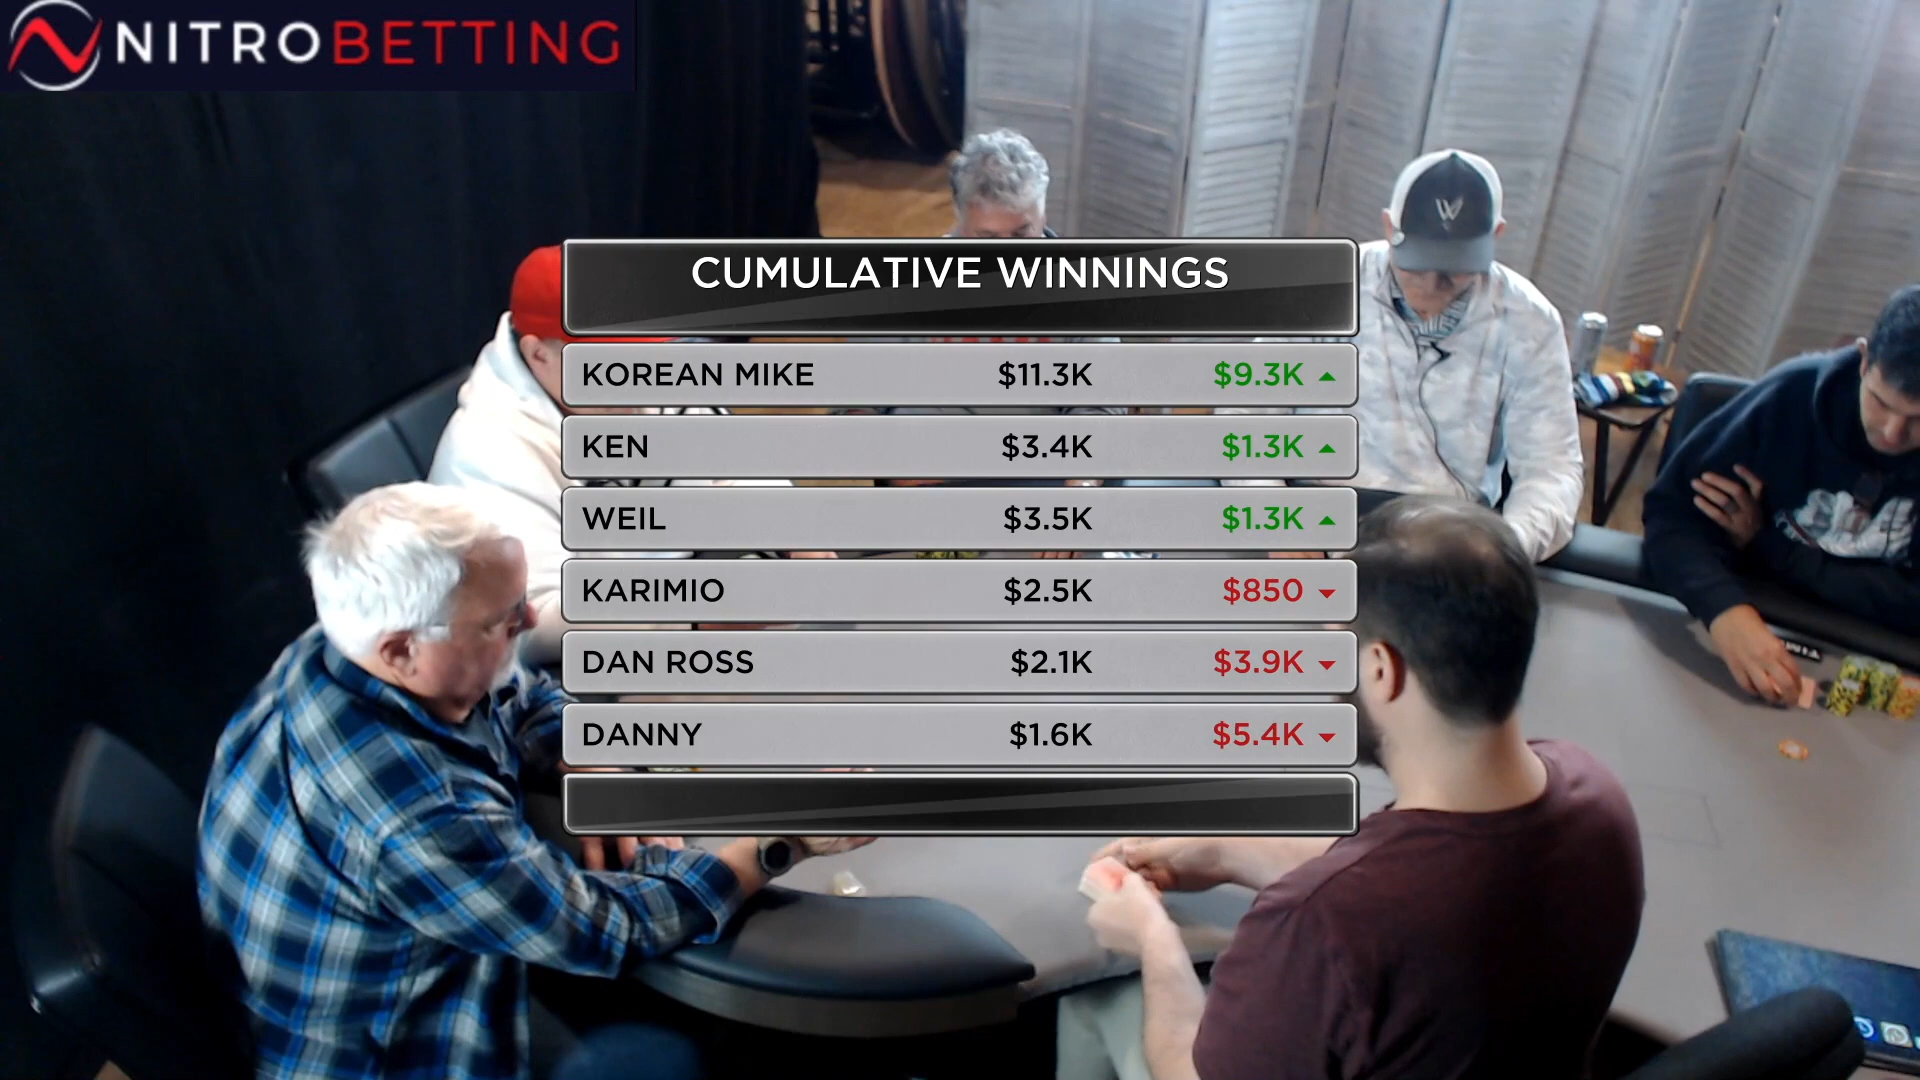 NITROBETTING
CUMULATIVE WINNINGS
KOREAN MIKE $11.3K $9.3K
KEN $3.4K $1.3K
WEIL $3.5K $1.3K
KARIMIO $2.5K $850
DAN ROSS $2.1K $3.9K
DANNY $1.6K $5.4K